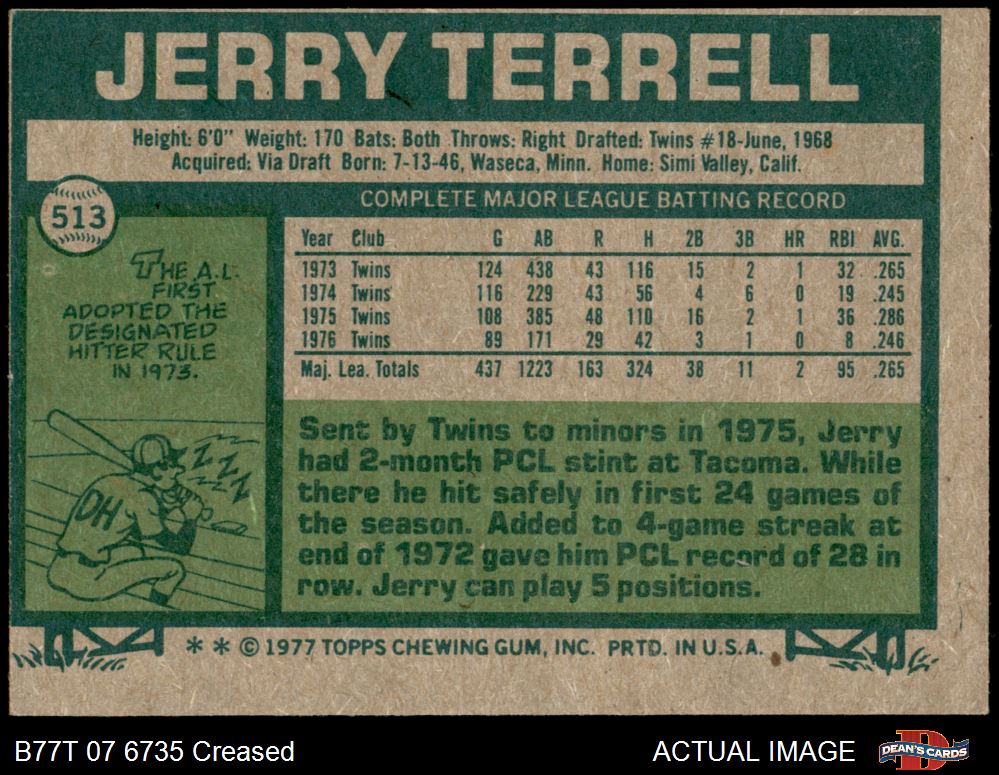 JERRY TERRELL
Height: 6'0" Weight: 170 Bats: Both Throws: Right Drafted: Twins #18-June, 1968
Acquired: Via Draft Born: 7-13-46, Waseca, Minn. Home: Simi Valley, Calif.
513
COMPLETE MAJOR LEAGUE BATTING RECORD
THE A.L.
FIRST
ADOPTED THE
DESIGNATED
HITTER RULE
IN 1973.
ZZZ
ZZZ
DH
Year Club G AB R H 2B 3B HR RBI AVG.
1973 Twins 124 438 43 116 15 2 1 32 .265
1974 Twins 116 229 43 56 4 6 0 19 .245
1975 Twins 108 385 48 110 16 2 1 36 .286
1976 Twins 89 171 29 42 3 1 0 8 .246
Maj. Lea. Totals 437 1223 163 324 38 11 2 95 .265
Sent by Twins to minors in 1975, Jerry
had 2-month PCL stint at Tacoma. While
there he hit safely in first 24 games of
the season. Added to 4-game streak at
end of 1972 gave him PCL record of 28 in
row. Jerry can play 5 positions.
* * © 1977 TOPPS CHEWING GUM, INC. PRTD. IN U.S.A.
B77T 07 6735 Creased
ACTUAL IMAGE
D
DEAN'S CARDS